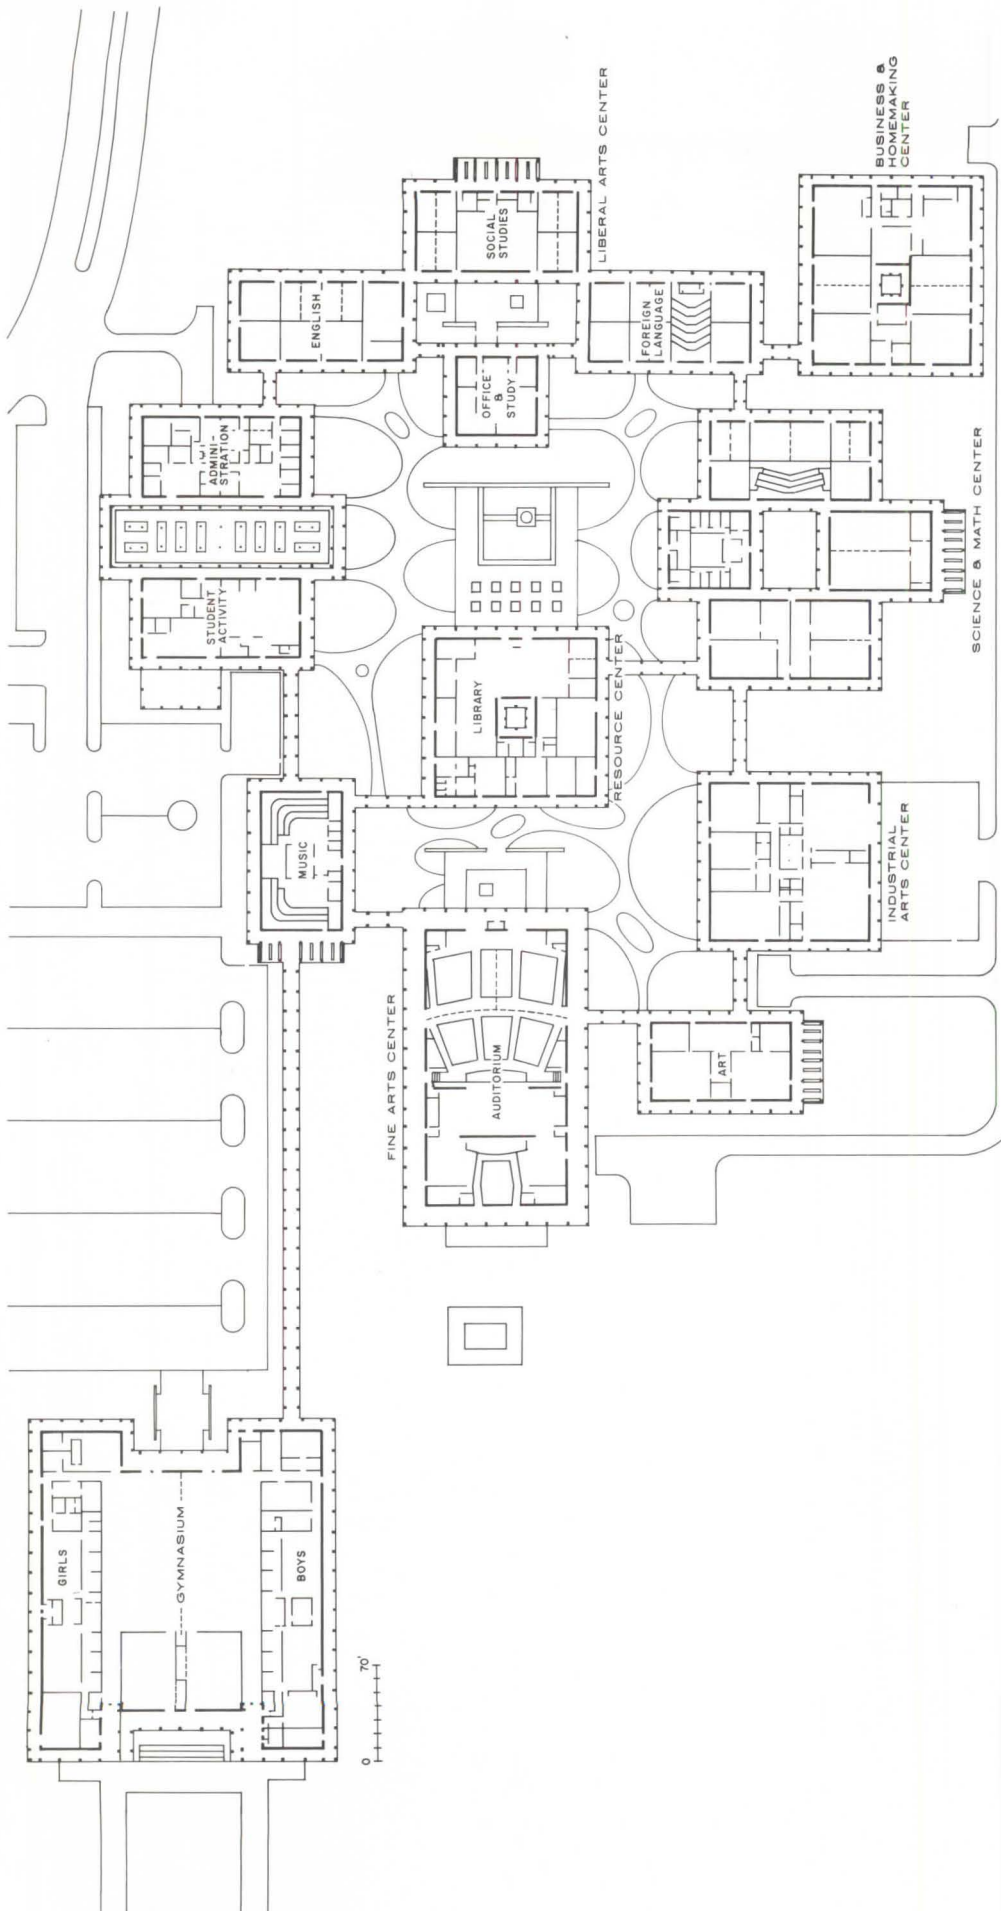 LIBERAL ARTS CENTER
BUSINESS &
HOMEMAKING
CENTER
SOCIAL
STUDIES
ENGLISH
FOREIGN
LANGUAGE
OFFICE
&
STUDY
ADMINI-
STRATION
SCIENCE & MATH CENTER
STUDENT
ACTIVITY
LIBRARY
RESOURCE CENTER
MUSIC
INDUSTRIAL
ARTS CENTER
FINE ARTS CENTER
AUDITORIUM
ART
GIRLS
GYMNASIUM
BOYS
0 70'